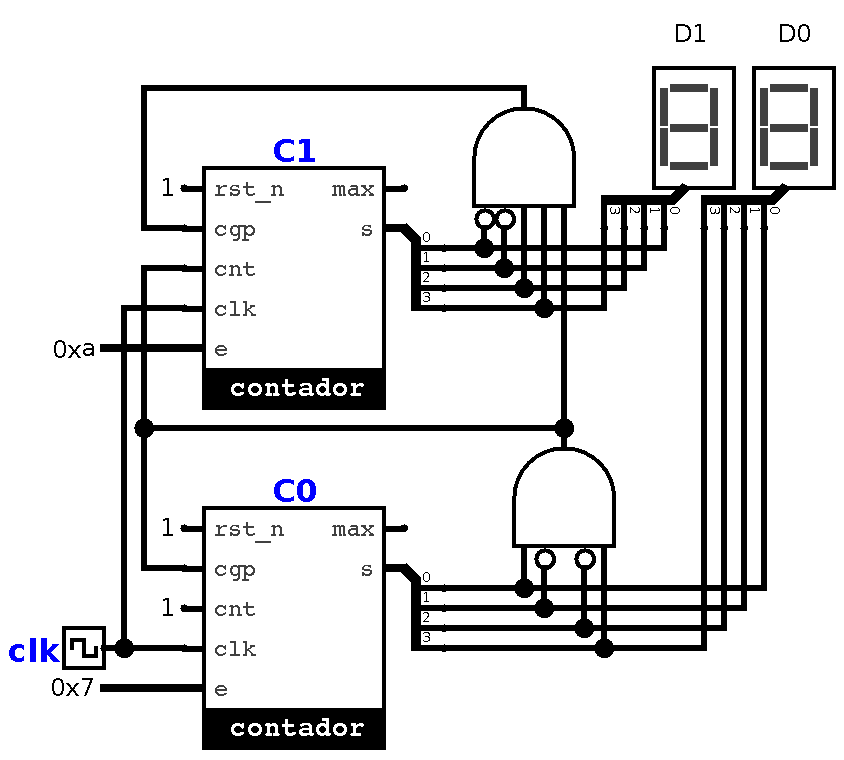 D1 D0
C1
1 rst_n max
cgp s
cnt
clk
0xa e
contador
0
1
2
3
3 2 1 0
3 2 1 0
C0
1 rst_n max
cgp s
1 cnt
clk clk
0x7 e
contador
0
1
2
3